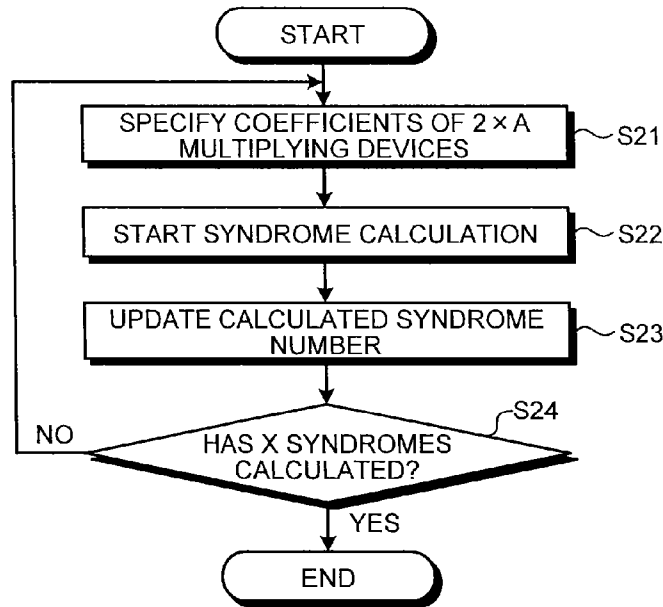 START
SPECIFY COEFFICIENTS OF 2 × A
MULTIPLYING DEVICES
S21
START SYNDROME CALCULATION
S22
UPDATE CALCULATED SYNDROME
NUMBER
S23
S24
NO
HAS X SYNDROMES
CALCULATED?
YES
END